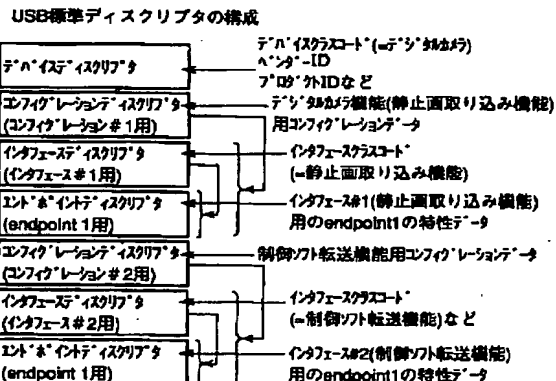 USB標準ディスクリプタの構成
ﾃﾞﾊﾞｲｽﾃﾞｨｽｸﾘﾌﾟﾀ
ﾃﾞﾊﾞｲｽｸﾗｽｺｰﾄﾞ(=ﾃﾞｼﾞﾀﾙｶﾒﾗ)
ﾍﾞﾝﾀﾞｰID
ﾌﾟﾛﾀﾞｸﾄIDなど
ｺﾝﾌｨｸﾞﾚｰｼｮﾝﾃﾞｨｽｸﾘﾌﾟﾀ
(ｺﾝﾌｨｸﾞﾚｰｼｮﾝ#1用)
ﾃﾞｼﾞﾀﾙｶﾒﾗ機能(静止画取り込み機能)
用ｺﾝﾌｨｸﾞﾚｰｼｮﾝﾃﾞｰﾀ
ｲﾝﾀﾌｪｰｽﾃﾞｨｽｸﾘﾌﾟﾀ
(ｲﾝﾀﾌｪｰｽ#1用)
ｲﾝﾀﾌｪｰｽｸﾗｽｺｰﾄﾞ
(=静止画取り込み機能)
ｴﾝﾄﾞﾎﾟｲﾝﾄﾃﾞｨｽｸﾘﾌﾟﾀ
(endpoint 1用)
ｲﾝﾀﾌｪｰｽ#1(静止画取り込み機能)
用のendpoint1の特性ﾃﾞｰﾀ
ｺﾝﾌｨｸﾞﾚｰｼｮﾝﾃﾞｨｽｸﾘﾌﾟﾀ
(ｺﾝﾌｨｸﾞﾚｰｼｮﾝ#2用)
制御ｿﾌﾄ転送機能用ｺﾝﾌｨｸﾞﾚｰｼｮﾝﾃﾞｰﾀ
ｲﾝﾀﾌｪｰｽﾃﾞｨｽｸﾘﾌﾟﾀ
(ｲﾝﾀﾌｪｰｽ#2用)
ｲﾝﾀﾌｪｰｽｸﾗｽｺｰﾄﾞ
(=制御ｿﾌﾄ転送機能)など
ｴﾝﾄﾞﾎﾟｲﾝﾄﾃﾞｨｽｸﾘﾌﾟﾀ
(endpoint 1用)
ｲﾝﾀﾌｪｰｽ#2(制御ｿﾌﾄ転送機能)
用のendpoint1の特性ﾃﾞｰﾀ